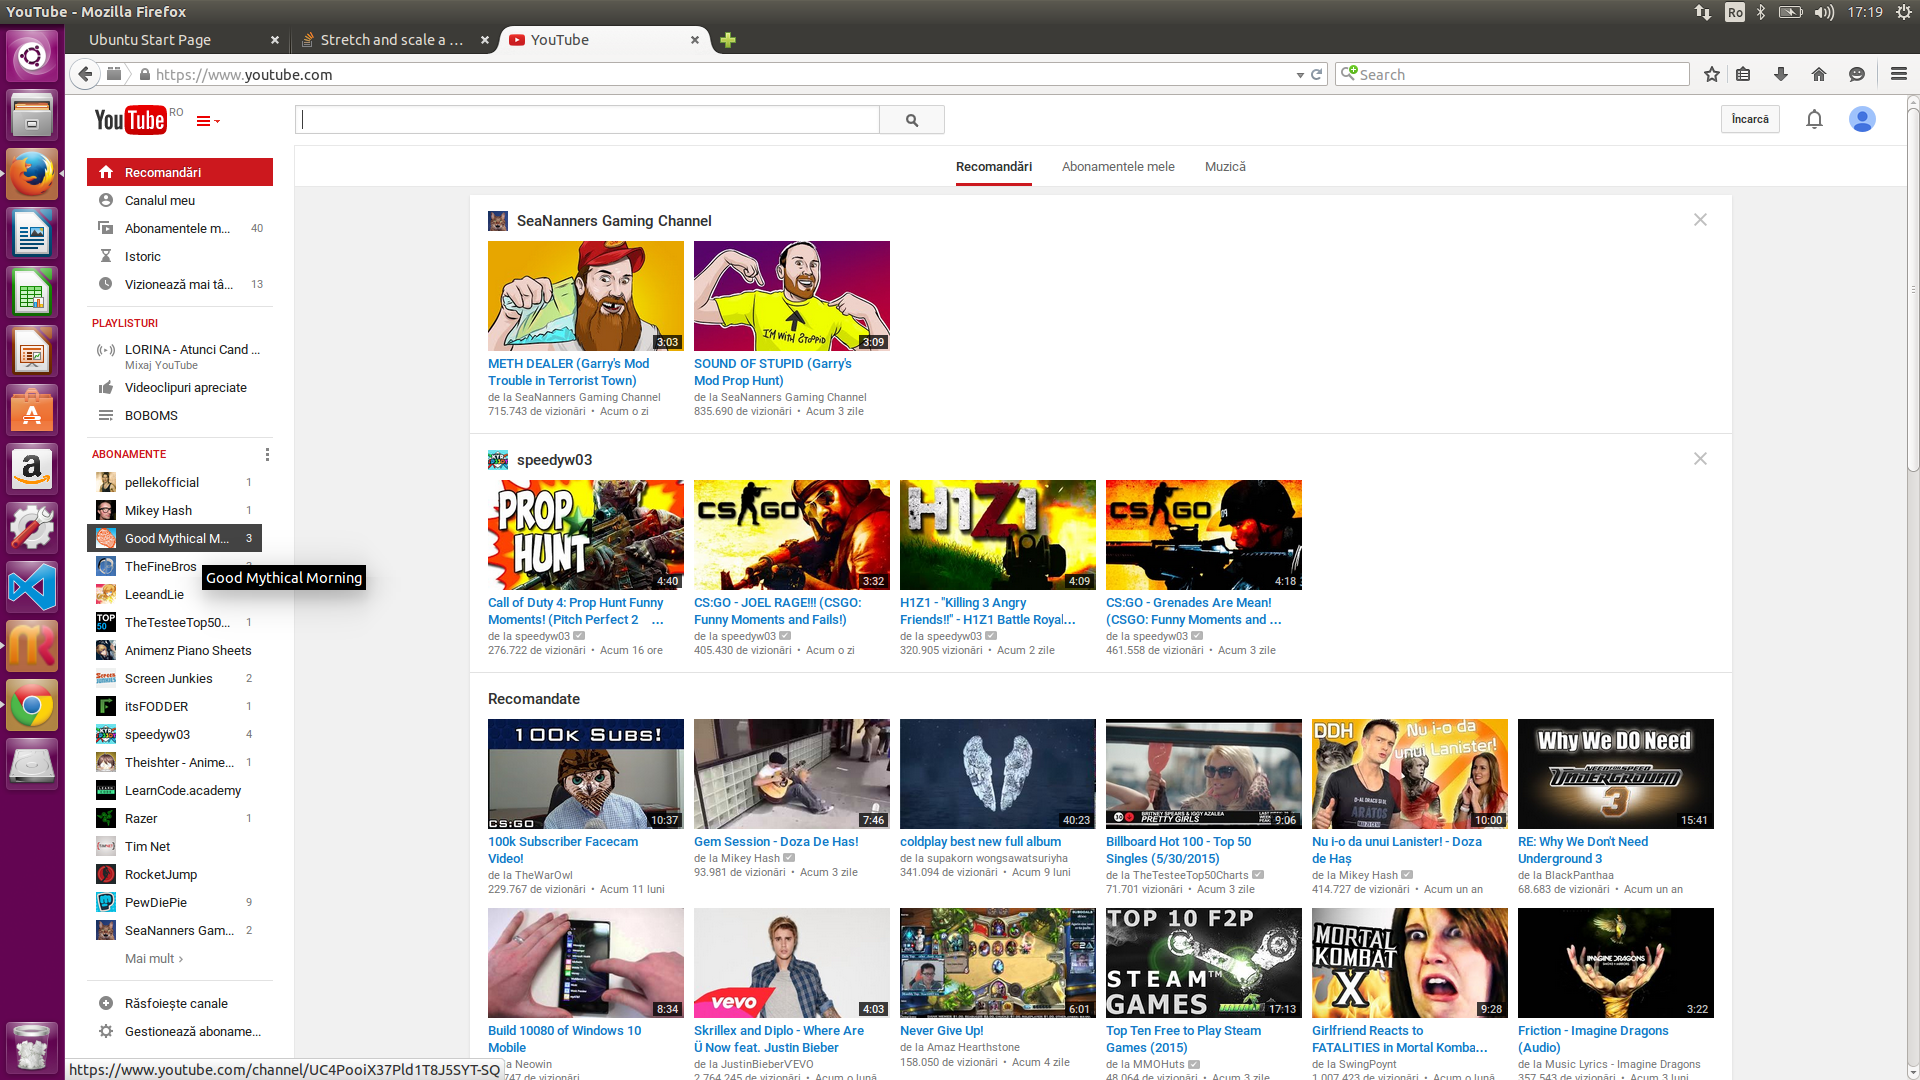 YouTube - Mozilla Firefox
Ro
17:19
Ubuntu Start Page
Stretch and scale a ...
YouTube
https://www.youtube.com
Search
YouTube RO
Încarcă
Recomandări
Abonamentele mele
Muzică
Recomandări
Canalul meu
Abonamentele m... 40
Istoric
Vizionează mai tâ... 13
PLAYLISTURI
LORINA - Atunci Cand ...
Mixaj YouTube
Videoclipuri apreciate
BOBOMS
ABONAMENTE
pellekofficial 1
Mikey Hash 1
Good Mythical M... 3
TheFineBros
Good Mythical Morning
LeeandLie
TheTesteeTop50... 1
Animenz Piano Sheets
Screen Junkies 2
itsFODDER 1
speedyw03 4
Theishter - Anime... 1
LearnCode.academy
Razer 1
Tim Net
RocketJump
PewDiePie 9
SeaNanners Gam... 2
Mai mult ›
Răsfoiește canale
Gestionează aboname...
https://www.youtube.com/channel/UC4PooiX37Pld1T8J5SYT-SQ
SeaNanners Gaming Channel
3:03
I'M WITH STOPPID
3:09
METH DEALER (Garry's Mod
Trouble in Terrorist Town)
de la SeaNanners Gaming Channel
715.743 de vizionări • Acum o zi
SOUND OF STUPID (Garry's
Mod Prop Hunt)
de la SeaNanners Gaming Channel
835.690 de vizionări • Acum 3 zile
speedyw03
PROP
HUNT
4:40
CS GO
3:32
H1Z1
4:09
CS GO
4:18
Call of Duty 4: Prop Hunt Funny
Moments! (Pitch Perfect 2 ...
de la speedyw03
276.722 de vizionări • Acum 16 ore
CS:GO - JOEL RAGE!!! (CSGO:
Funny Moments and Fails!)
de la speedyw03
405.430 de vizionări • Acum o zi
H1Z1 - "Killing 3 Angry
Friends!!" - H1Z1 Battle Royal...
de la speedyw03
320.905 vizionări • Acum 2 zile
CS:GO - Grenades Are Mean!
(CSGO: Funny Moments and ...
de la speedyw03
461.558 de vizionări • Acum 3 zile
Recomandate
100k Subs!
CS:GO
10:37
7:46
40:23
BRITNEY SPEARS & IGGY AZALEA
PRETTY GIRLS
9:06
DDH
Nu i-o da
unui Lanister!
10:00
Why We DO Need
NEED FOR SPEED
UNDERGROUND
3
15:41
100k Subscriber Facecam
Video!
de la TheWarOwl
229.767 de vizionări • Acum 11 luni
Gem Session - Doza De Has!
de la Mikey Hash
93.981 de vizionări • Acum 3 zile
coldplay best new full album
de la supakorn wongsawatsuriyha
341.094 de vizionări • Acum 9 luni
Billboard Hot 100 - Top 50
Singles (5/30/2015)
de la TheTesteeTop50Charts
71.701 vizionări • Acum 3 zile
Nu i-o da unui Lanister! - Doza
de Haș
de la Mikey Hash
414.727 de vizionări • Acum un an
RE: Why We Don't Need
Underground 3
de la BlackPanthaa
68.683 de vizionări • Acum un an
8:34
vevo
4:03
6:01
TOP 10 F2P
STEAM™
GAMES
17:13
MORTAL
KOMBAT
X
9:28
IMAGINE DRAGONS
3:22
Build 10080 of Windows 10
Mobile
Neowin
747 de vizionări
Skrillex and Diplo - Where Are
Ü Now feat. Justin Bieber
de la JustinBieberVEVO
2.764.245 de vizionări • Acum o lună
Never Give Up!
de la Amaz Hearthstone
158.050 de vizionări • Acum 4 zile
Top Ten Free to Play Steam
Games (2015)
de la MMOHuts
48.064 de vizionări • Acum 3 zile
Girlfriend Reacts to
FATALITIES in Mortal Komba...
de la SwingPoynt
1.007.423 de vizionări • Acum o lună
Friction - Imagine Dragons
(Audio)
de la Music Lyrics - Imagine Dragons
357.543 de vizionări • Acum 3 luni